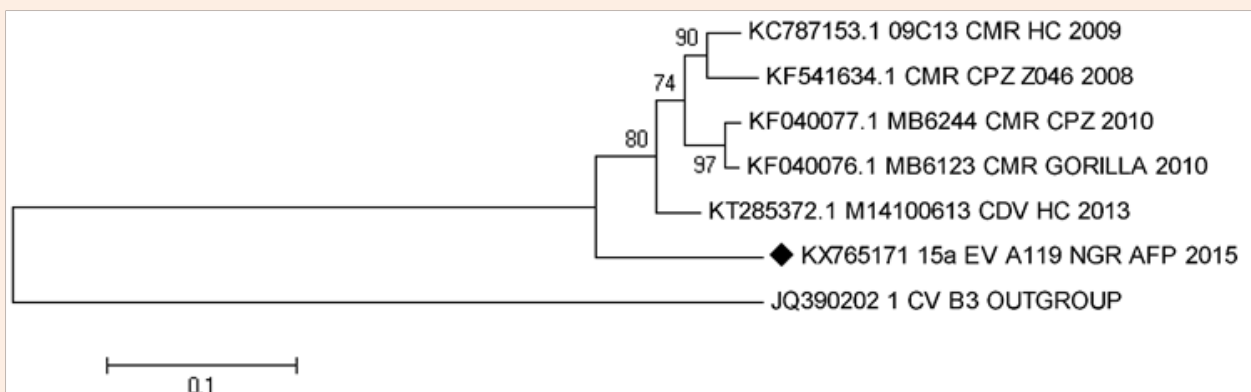 90
KC787153.1 09C13 CMR HC 2009
KF541634.1 CMR CPZ Z046 2008
74
KF040077.1 MB6244 CMR CPZ 2010
80
97
KF040076.1 MB6123 CMR GORILLA 2010
KT285372.1 M14100613 CDV HC 2013
KX765171 15a EV A119 NGR AFP 2015
JQ390202 1 CV B3 OUTGROUP
0.1